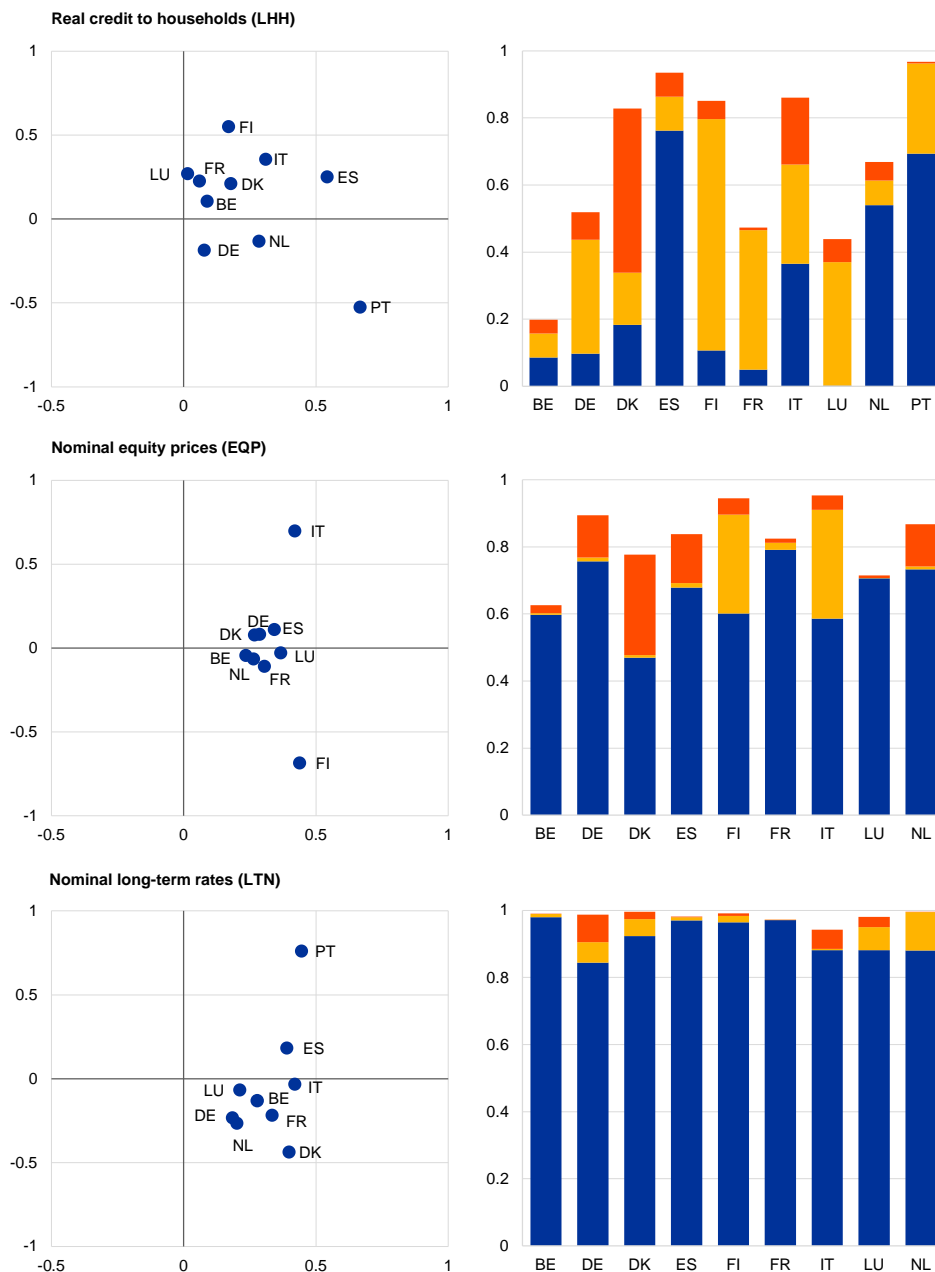 Real credit to households (LHH)
1
0.5
0
-0.5
-1
-0.5
0
0.5
1
FI
IT
LU
FR
DK
ES
BE
DE
NL
PT
1
0.8
0.6
0.4
0.2
0
BE DE DK ES FI FR IT LU NL PT
Nominal equity prices (EQP)
1
0.5
0
-0.5
-1
-0.5
0
0.5
1
IT
DK
DE
ES
BE
LU
NL
FR
FI
1
0.8
0.6
0.4
0.2
0
BE DE DK ES FI FR IT LU NL
Nominal long-term rates (LTN)
1
0.5
0
-0.5
-1
-0.5
0
0.5
1
PT
ES
LU
BE
IT
DE
FR
NL
DK
1
0.8
0.6
0.4
0.2
0
BE DE DK ES FI FR IT LU NL